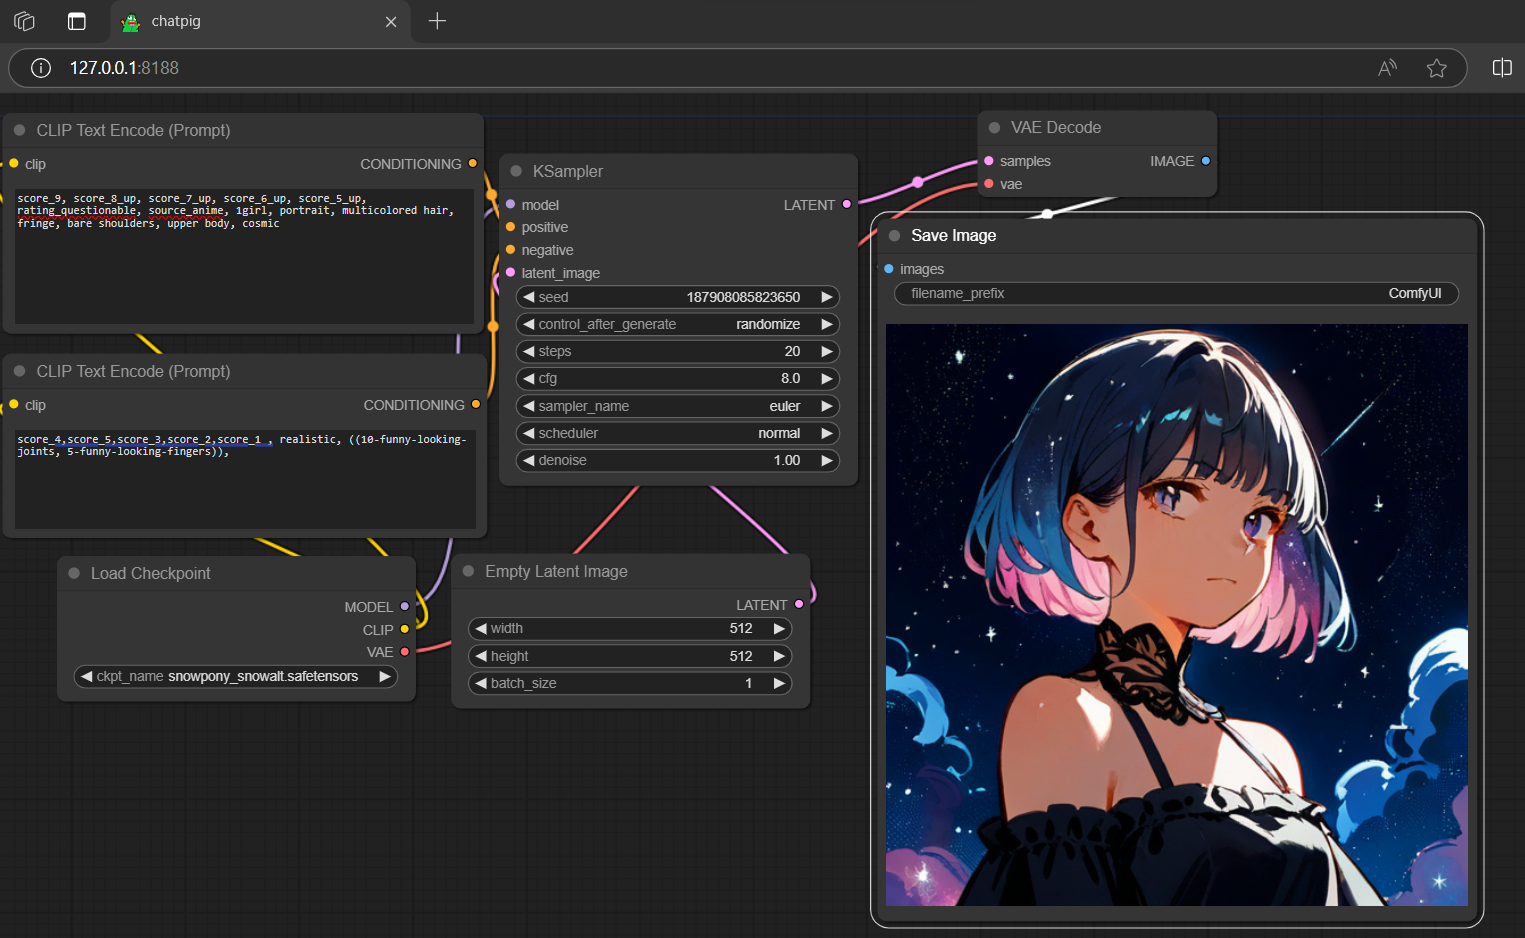 chatpig
127.0.0.1:8188
CLIP Text Encode (Prompt)
clip
CONDITIONING
score_9, score_8_up, score_7_up, score_6_up, score_5_up,
rating_questionable, source_anime, 1girl, portrait, multicolored hair,
fringe, bare shoulders, upper body, cosmic
CLIP Text Encode (Prompt)
clip
CONDITIONING
score_4,score_5,score_3,score_2,score_1 , realistic, ((10-funny-looking-
joints, 5-funny-looking-fingers)),
Load Checkpoint
MODEL
CLIP
VAE
ckpt_name snowpony_snowalt.safetensors
KSampler
model
LATENT
positive
negative
latent_image
seed 187908085823650
control_after_generate randomize
steps 20
cfg 8.0
sampler_name euler
scheduler normal
denoise 1.00
Empty Latent Image
LATENT
width 512
height 512
batch_size 1
VAE Decode
samples
IMAGE
vae
Save Image
images
filename_prefix ComfyUI